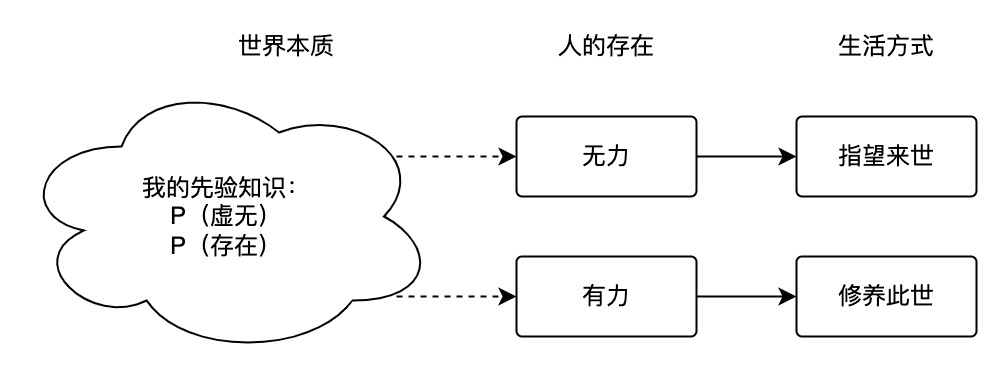 世界本质
人的存在
生活方式
我的先验知识：
P（虚无）
P（存在）
无力
指望来世
有力
修养此世